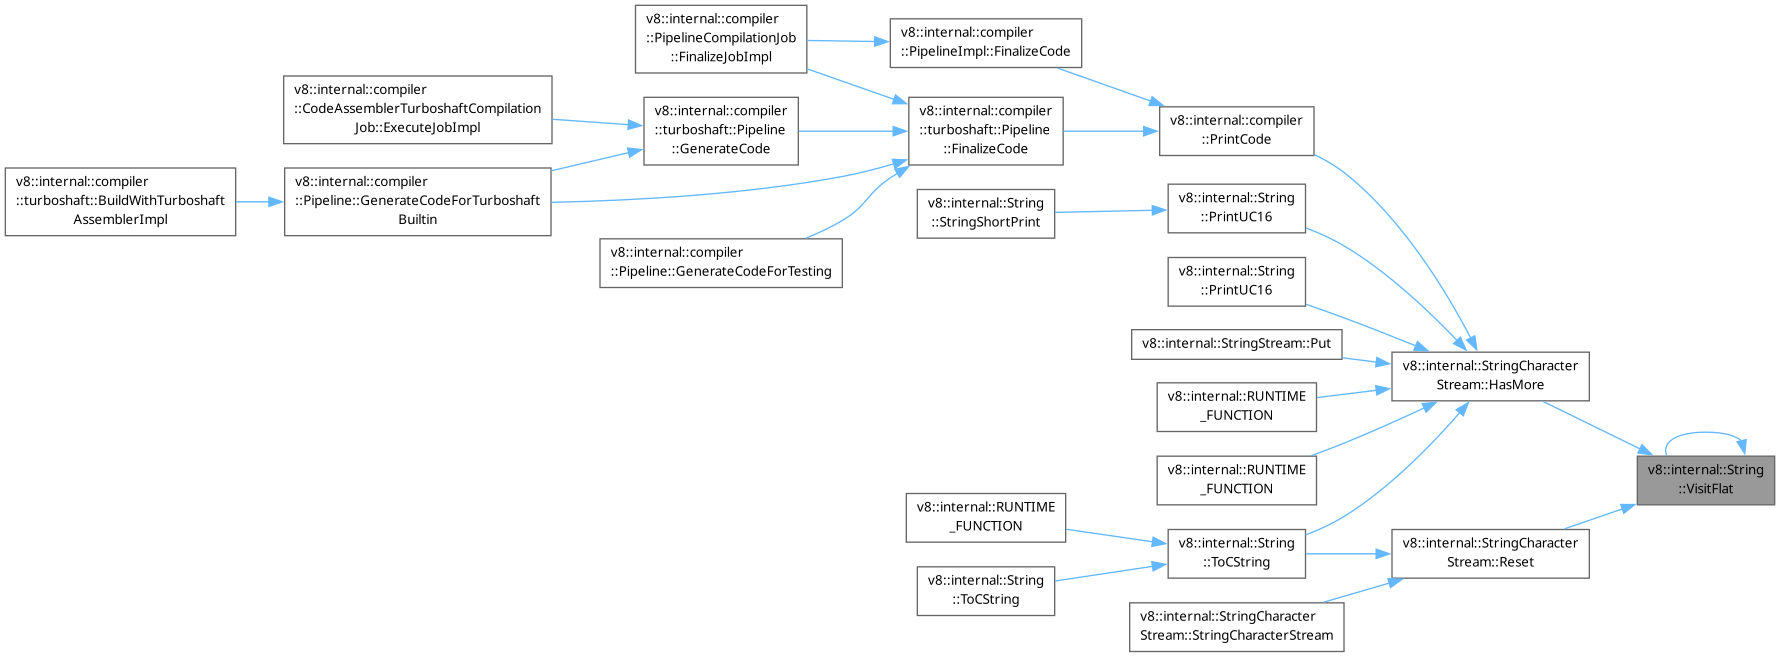 v8::internal::compiler
::PipelineCompilationJob
::FinalizeJobImpl
v8::internal::compiler
::PipelineImpl::FinalizeCode
v8::internal::compiler
::CodeAssemblerTurboshaftCompilation
Job::ExecuteJobImpl
v8::internal::compiler
::turboshaft::Pipeline
::GenerateCode
v8::internal::compiler
::turboshaft::Pipeline
::FinalizeCode
v8::internal::compiler
::PrintCode
v8::internal::compiler
::turboshaft::BuildWithTurboshaft
AssemblerImpl
v8::internal::compiler
::Pipeline::GenerateCodeForTurboshaft
Builtin
v8::internal::String
::StringShortPrint
v8::internal::String
::PrintUC16
v8::internal::compiler
::Pipeline::GenerateCodeForTesting
v8::internal::String
::PrintUC16
v8::internal::StringStream::Put
v8::internal::StringCharacter
Stream::HasMore
v8::internal::RUNTIME
_FUNCTION
v8::internal::RUNTIME
_FUNCTION
v8::internal::String
::VisitFlat
v8::internal::RUNTIME
_FUNCTION
v8::internal::String
::ToCString
v8::internal::StringCharacter
Stream::Reset
v8::internal::String
::ToCString
v8::internal::StringCharacter
Stream::StringCharacterStream